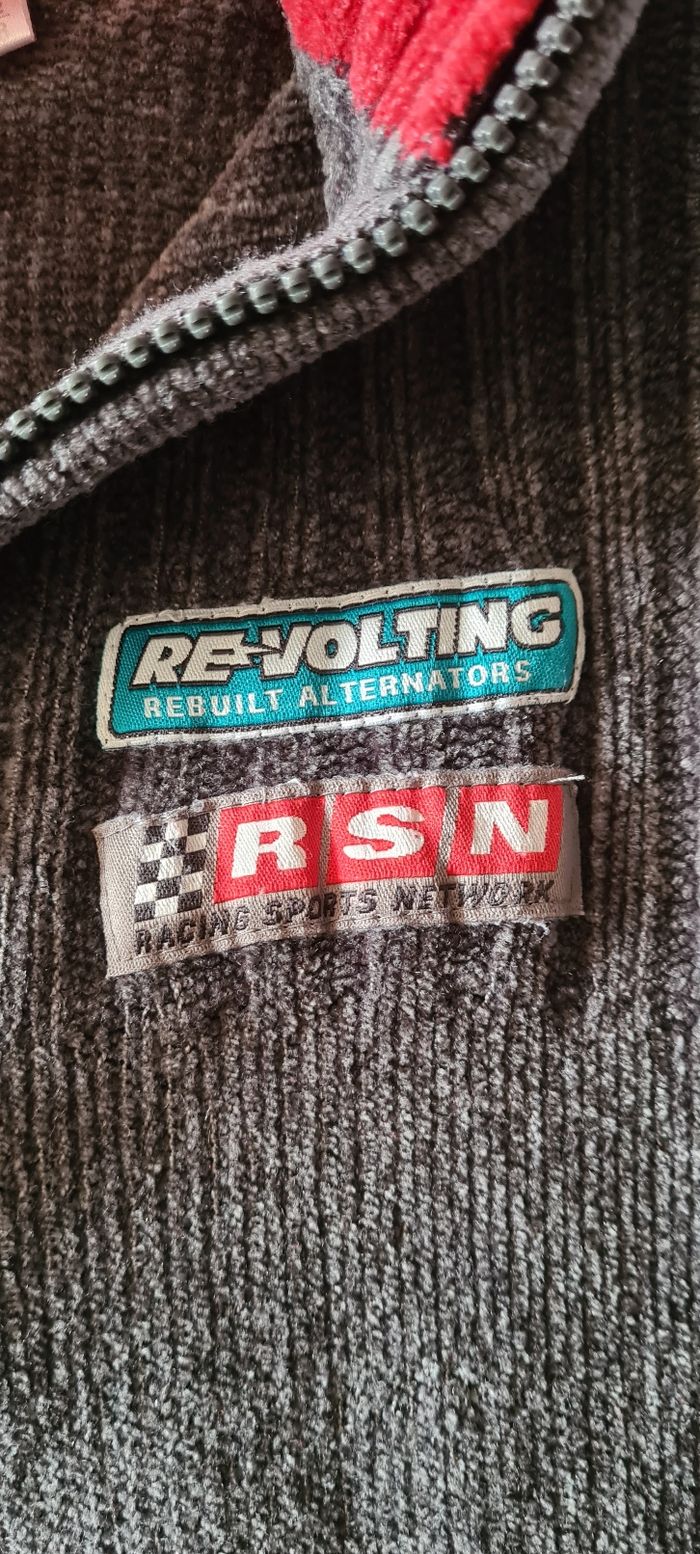 RE-VOLTING
REBUILT ALTERNATORS
RSN
RACING SPORTS NETWORK